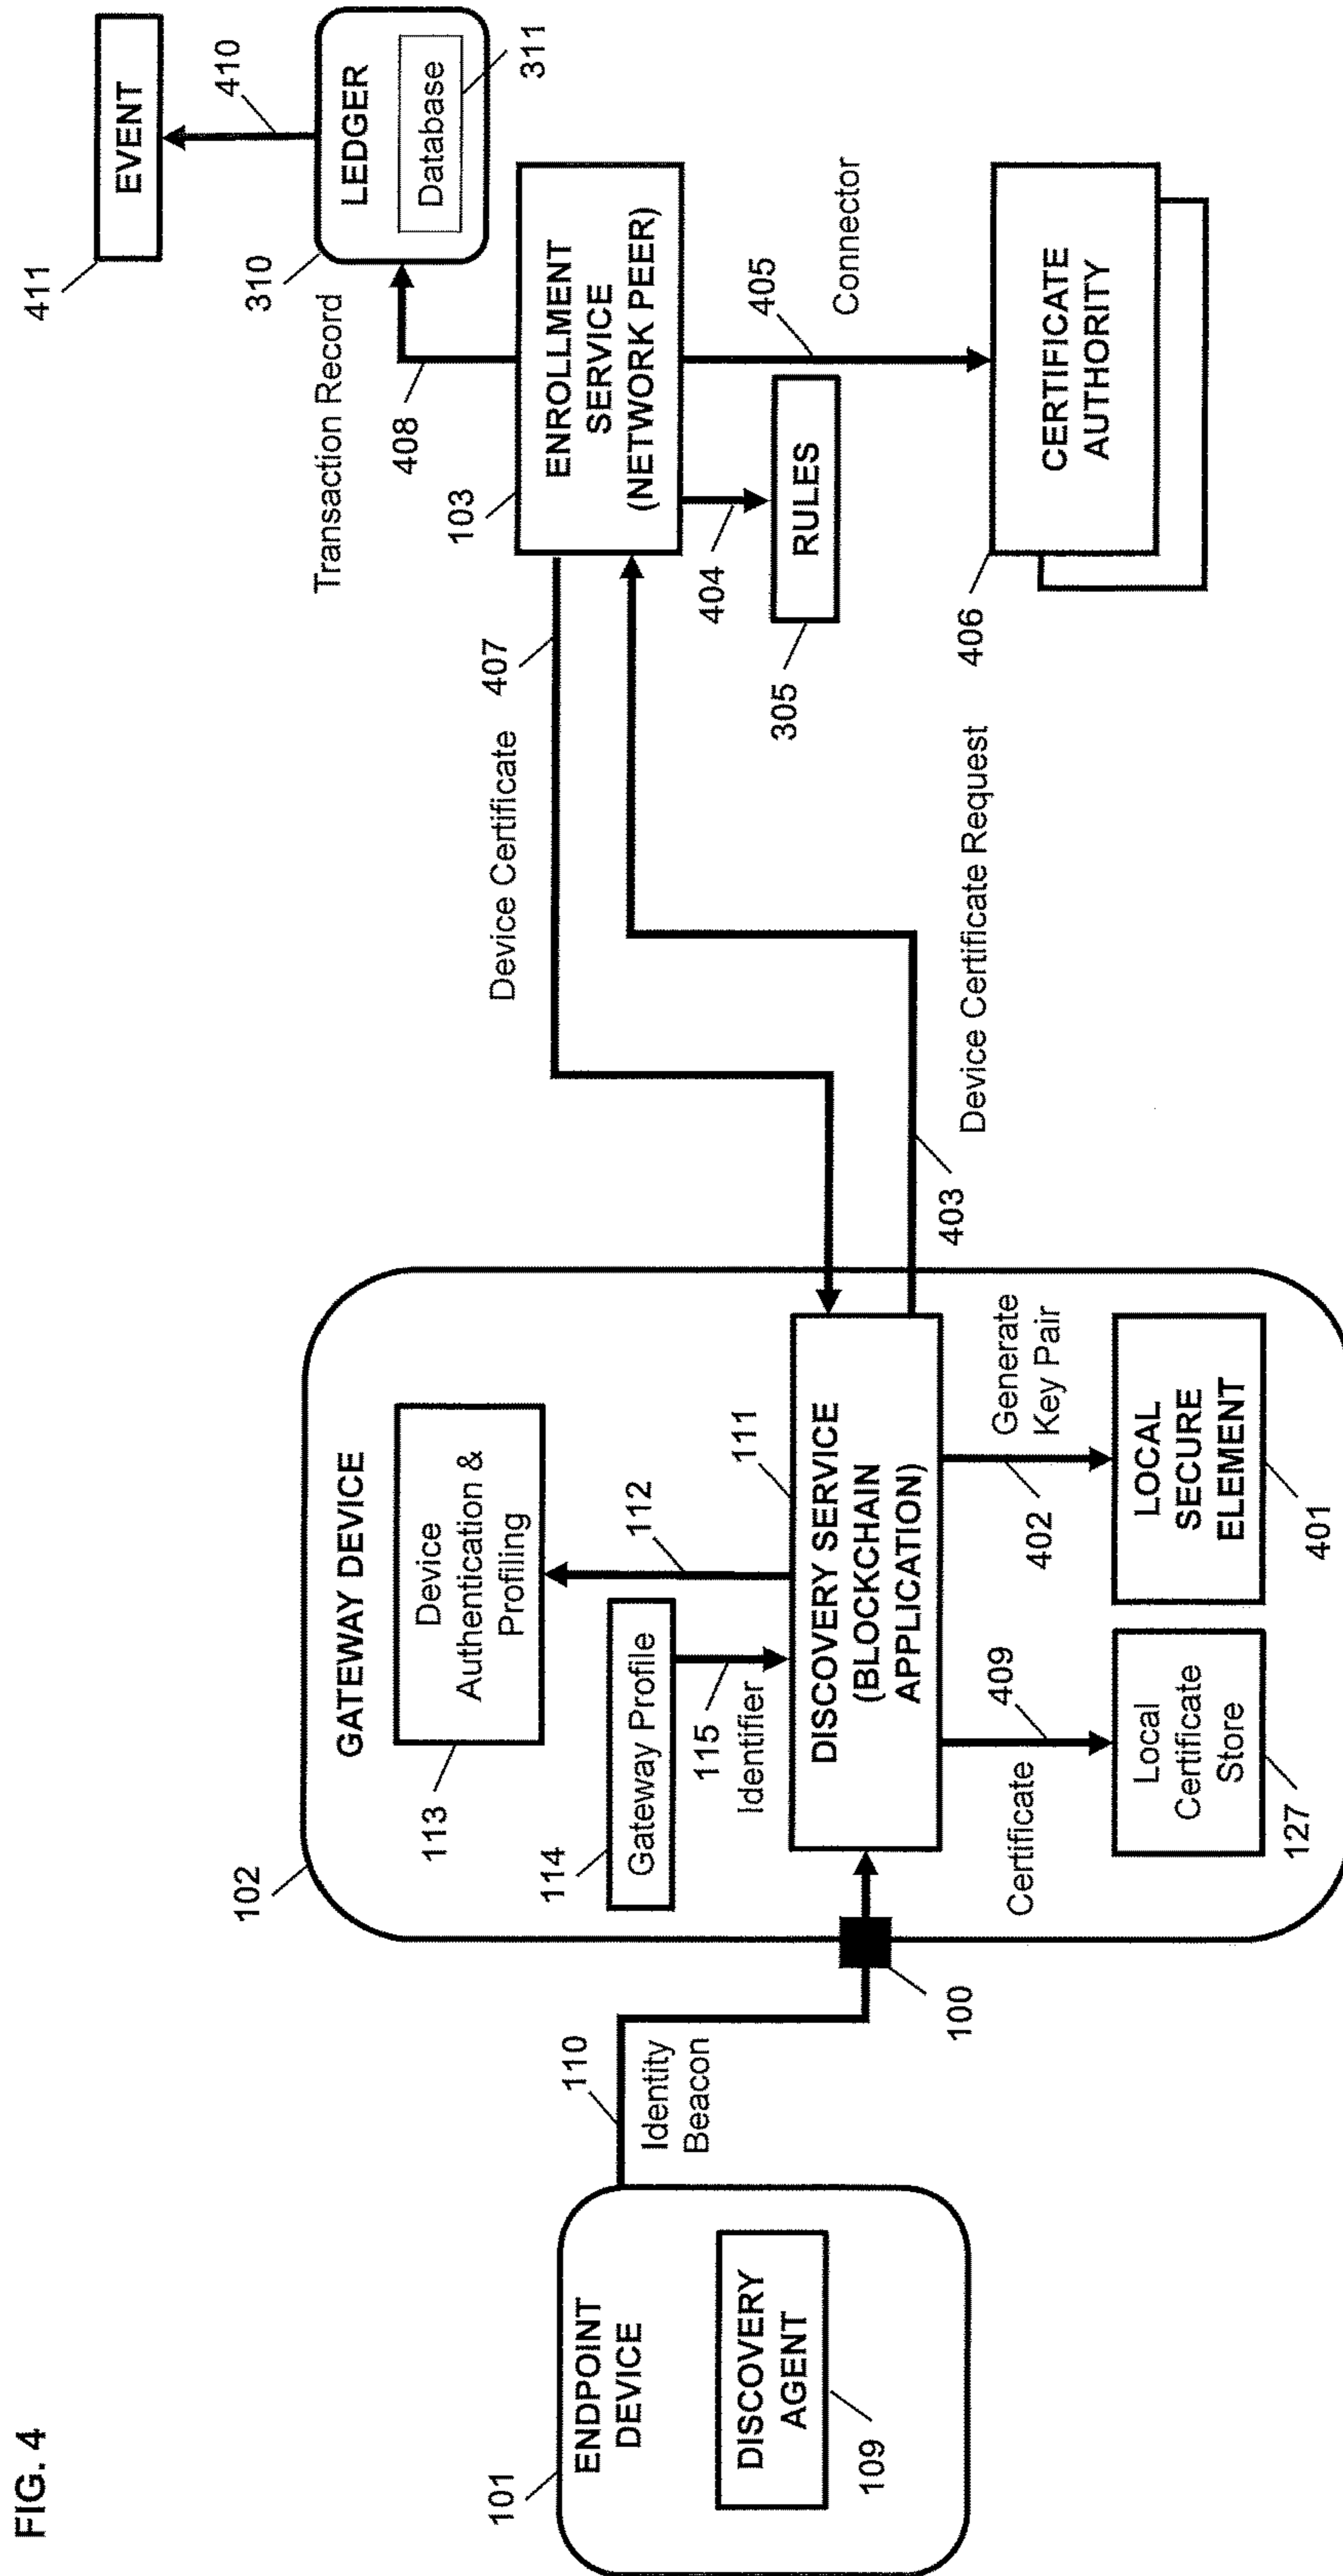 FIG. 4
101
ENDPOINT
DEVICE
DISCOVERY
AGENT
109
110
Identity
Beacon
100
102
GATEWAY DEVICE
113
Device
Authentication &
Profiling
112
114
Gateway Profile
115
Identifier
111
DISCOVERY SERVICE
(BLOCKCHAIN
APPLICATION)
Certificate
409
Local
Certificate
Store
127
402
Generate
Key Pair
LOCAL
SECURE
ELEMENT
401
403
Device Certificate Request
Device Certificate
407
103
ENROLLMENT
SERVICE
(NETWORK PEER)
404
RULES
305
405
Connector
406
CERTIFICATE
AUTHORITY
408
Transaction Record
310
LEDGER
Database
311
410
411
EVENT